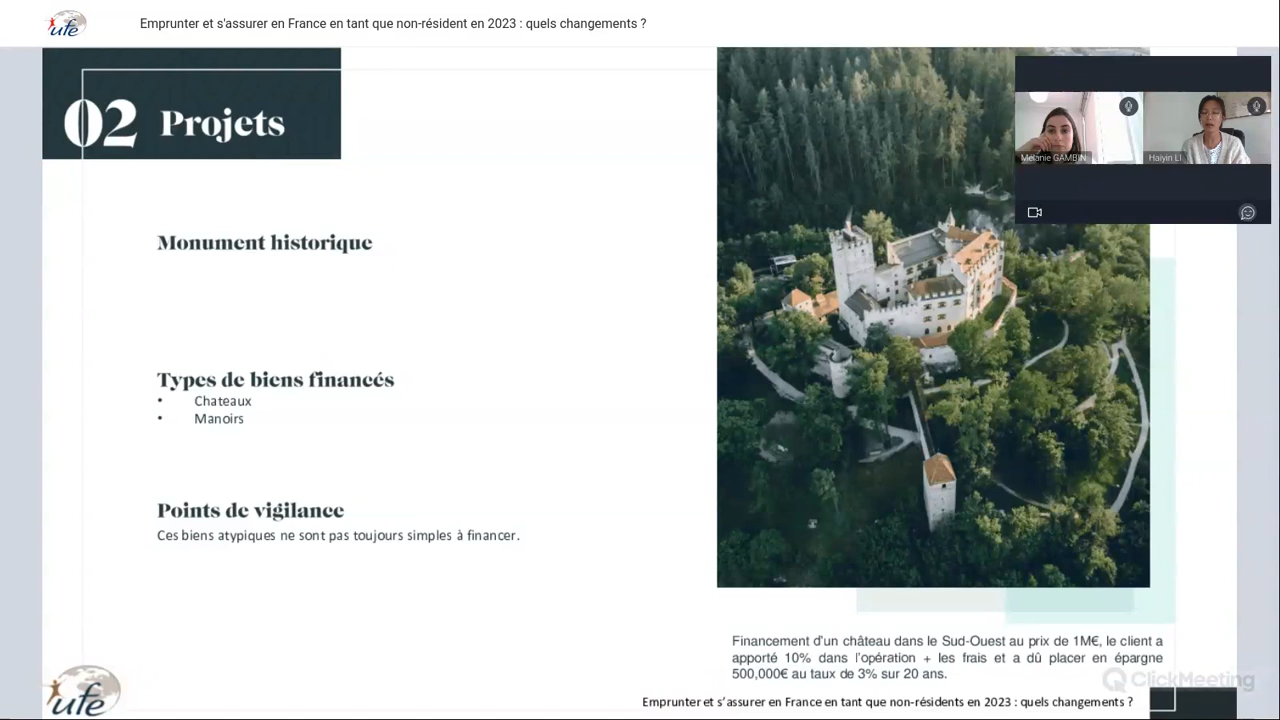 ufe
Emprunter et s'assurer en France en tant que non-résident en 2023 : quels changements ?
02 Projets
Melanie GAMBIN
Haiyin LI
Monument historique
Types de biens financés
• Chateaux
• Manoirs
Points de vigilance
Ces biens atypiques ne sont pas toujours simples à financer.
Financement d'un château dans le Sud-Ouest au prix de 1M€, le client a
apporté 10% dans l'opération + les frais et a dû placer en épargne
500,000€ au taux de 3% sur 20 ans.
ClickMeeting
ufe
Emprunter et s'assurer en France en tant que non-résidents en 2023 : quels changements ?